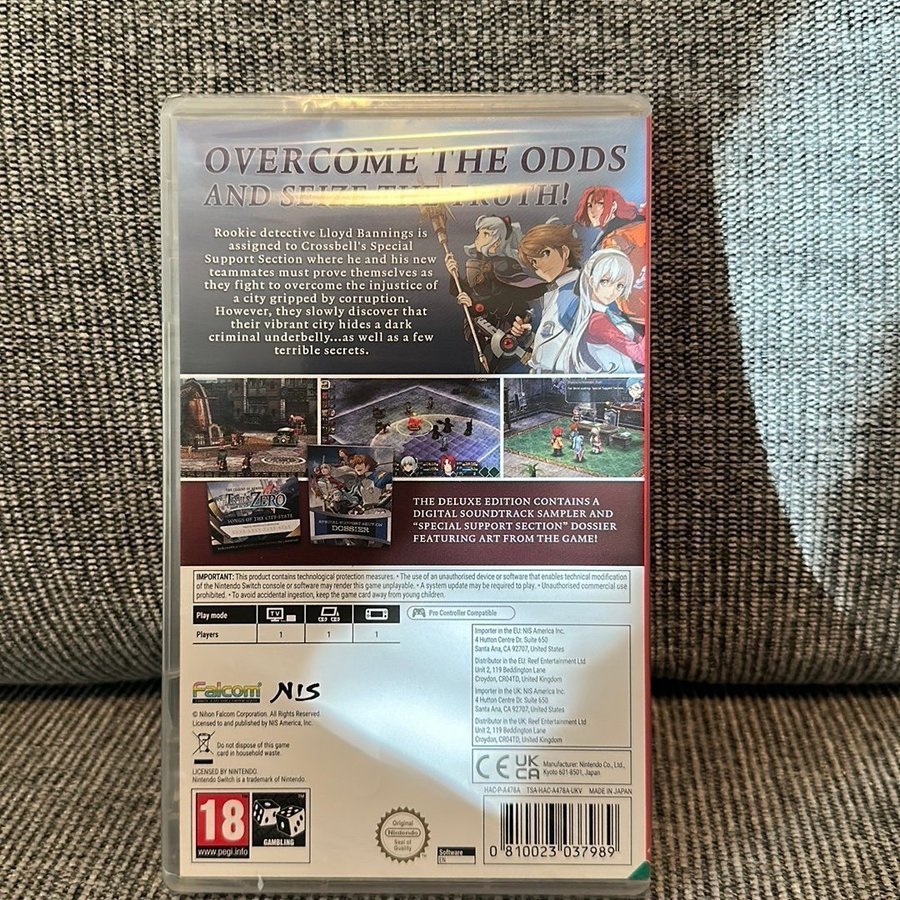 OVERCOME THE ODDS
AND SEIZE THE TRUTH!
Rookie detective Lloyd Bannings is
assigned to Crossbell's Special
Support Section where he and his new
teammates must prove themselves as
they fight to overcome the injustice of
a city gripped by corruption.
However, they slowly discover that
their vibrant city hides a dark
criminal underbelly...as well as a few
terrible secrets.
TRAILS ZERO
SONGS OF THE CITY-STATE
SPECIAL SUPPORT SECTION
DOSSIER
THE DELUXE EDITION CONTAINS A
DIGITAL SOUNDTRACK SAMPLER AND
"SPECIAL SUPPORT SECTION" DOSSIER
FEATURING ART FROM THE GAME!
IMPORTANT: This product contains technological protection measures. • The use of an unauthorised device or software that enables technical modification
of the Nintendo Switch console or software may render this game unplayable. • A system update may be required to play. • Unauthorised commercial use
prohibited. • To avoid accidental ingestion, keep the game card away from young children.
Play mode TV
Pro Controller Compatible
Players 1 1 1
Importer in the EU: NIS America Inc.
4 Hutton Centre Dr. Suite 650
Santa Ana, CA 92707, United States
Distributor in the EU: Reef Entertainment Ltd
Unit 2, 119 Beddington Lane
Croydon, CR04TD, United Kingdom
Importer in the UK: NIS America Inc.
4 Hutton Centre Dr. Suite 650
Santa Ana, CA 92707, United States
Distributor in the UK: Reef Entertainment Ltd
Unit 2, 119 Beddington Lane
Croydon, CR04TD, United Kingdom
Falcom NIS
© Nihon Falcom Corporation. All Rights Reserved.
Licensed to and published by NIS America, Inc.
Do not dispose of this game
card in household waste.
LICENSED BY NINTENDO.
Nintendo Switch is a trademark of Nintendo.
CE UK CA
Manufacturer: Nintendo Co., Ltd.,
Kyoto 601-8501, Japan
HAC-P-A478A TSA-HAC-A478A-UKV MADE IN JAPAN
18
www.pegi.info
GAMBLING
Original
Nintendo
Seal of
Quality
TM
Software
EN
0 810023 037989